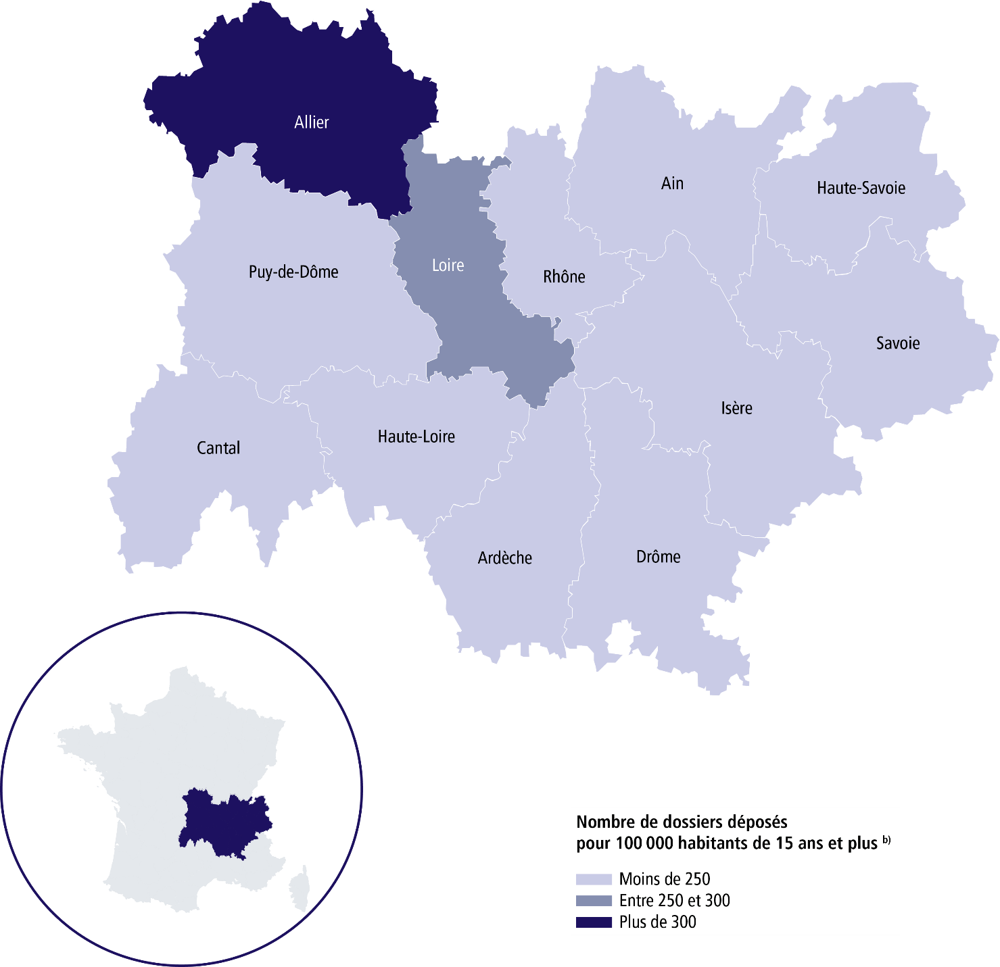 Allier
Ain
Haute-Savoie
Loire
Puy-de-Dôme
Rhône
Savoie
Isère
Haute-Loire
Cantal
Ardèche
Drôme
Nombre de dossiers déposés
pour 100 000 habitants de 15 ans et plus b)
Moins de 250
Entre 250 et 300
Plus de 300